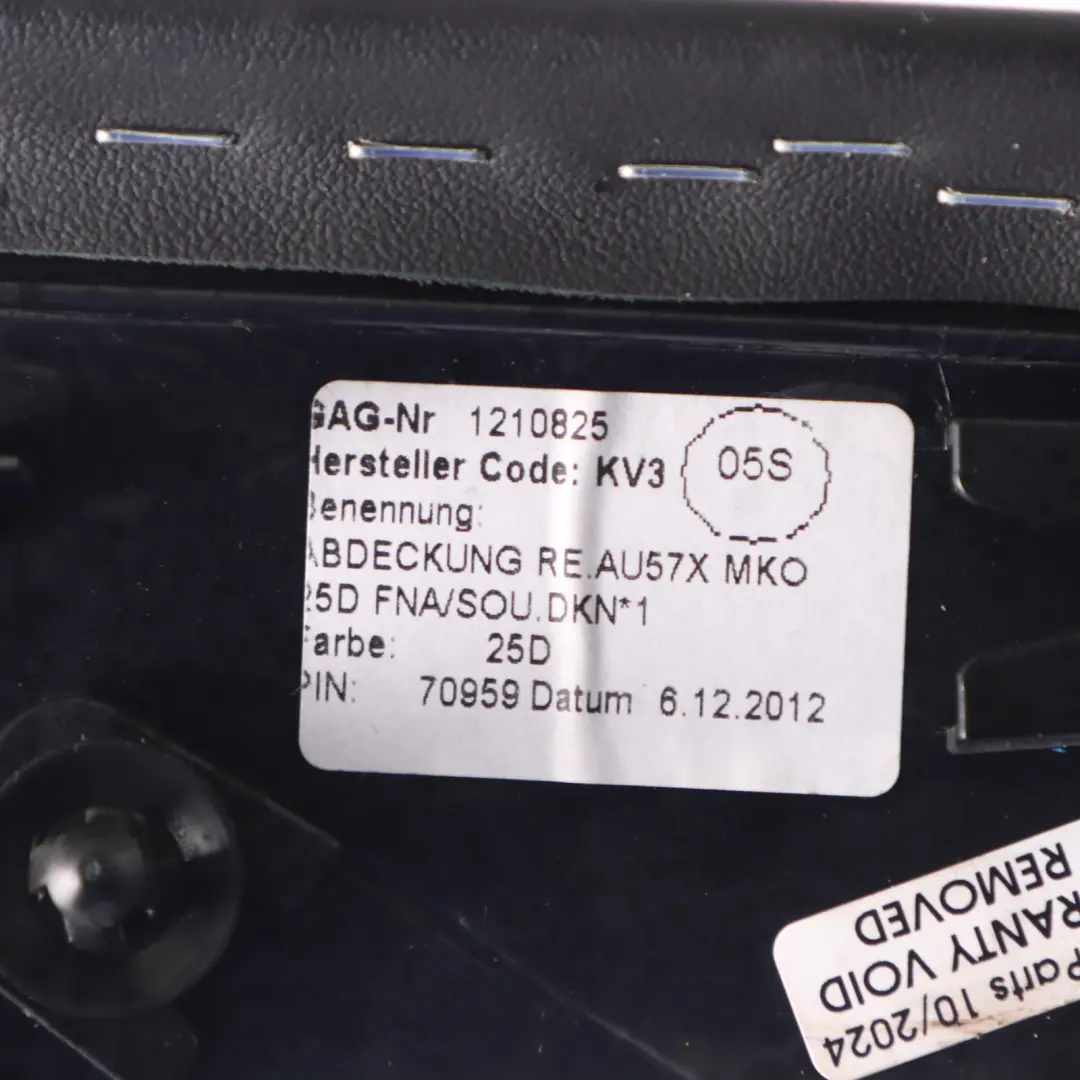 GAG-Nr 1210825
Hersteller Code: KV3
05S
Benennung:
ABDECKUNG RE.AU57X MKO
25D FNA/SOU.DKN*1
Farbe: 25D
PIN: 70959 Datum 6.12.2012
Parts 10/2024
RANTY VOID
REMOVED